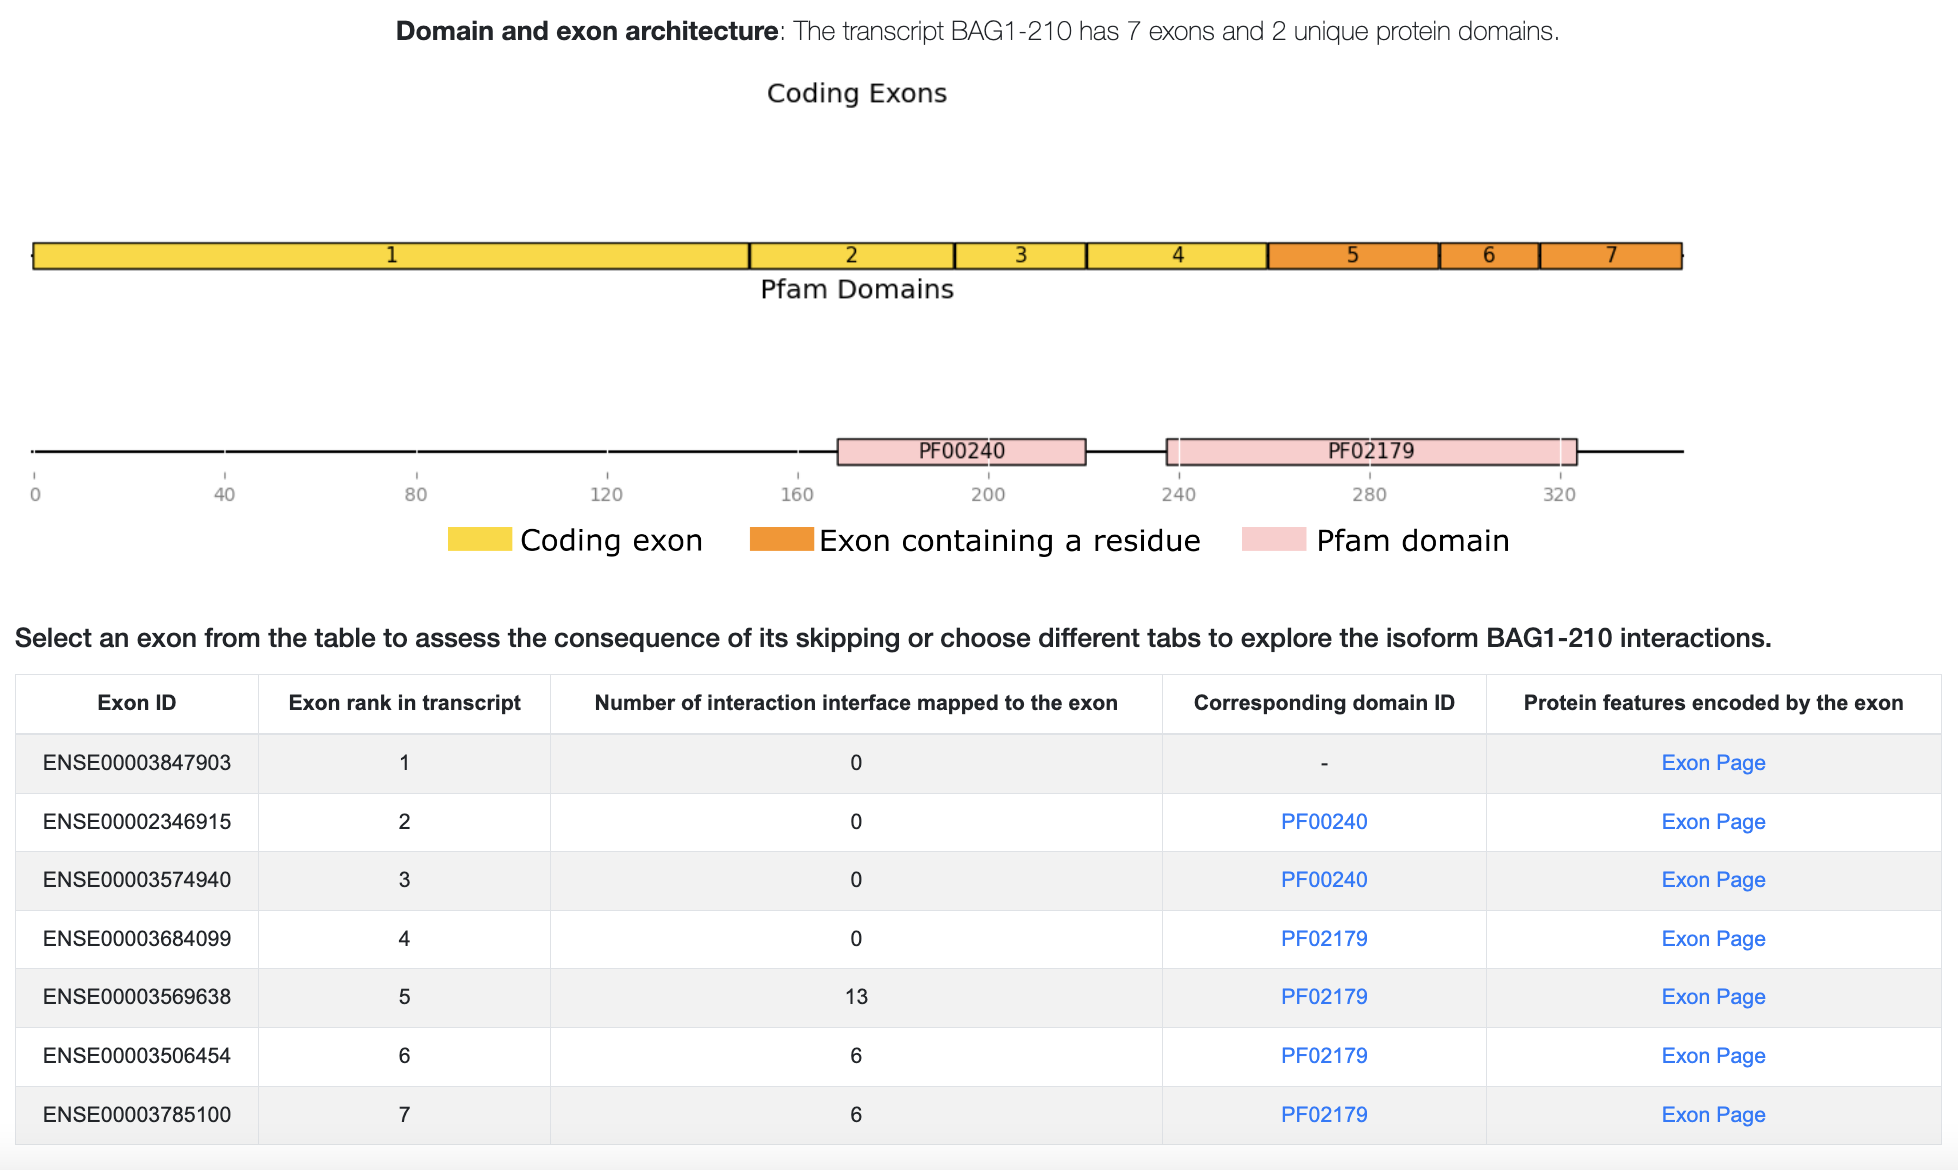 Domain and exon architecture: The transcript BAG1-210 has 7 exons and 2 unique protein domains.
Coding Exons
1 2 3 4 5 6 7
Pfam Domains
PF00240 PF02179
0 40 80 120 160 200 240 280 320
Coding exon Exon containing a residue Pfam domain
Select an exon from the table to assess the consequence of its skipping or choose different tabs to explore the isoform BAG1-210 interactions.
Exon ID Exon rank in transcript Number of interaction interface mapped to the exon Corresponding domain ID Protein features encoded by the exon
ENSE00003847903 1 0 - Exon Page
ENSE00002346915 2 0 PF00240 Exon Page
ENSE00003574940 3 0 PF00240 Exon Page
ENSE00003684099 4 0 PF02179 Exon Page
ENSE00003569638 5 13 PF02179 Exon Page
ENSE00003506454 6 6 PF02179 Exon Page
ENSE00003785100 7 6 PF02179 Exon Page